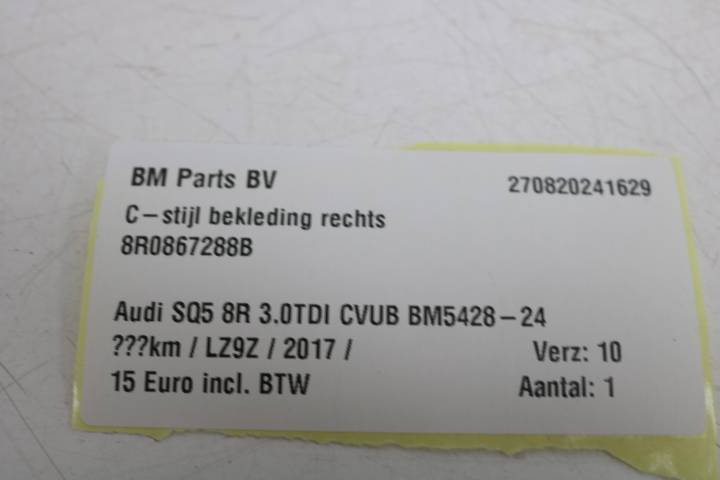 BM Parts BV 270820241629
C-stijl bekleding rechts
8R0867288B
Audi SQ5 8R 3.0TDI CVUB BM5428-24
???km / LZ9Z / 2017 / Verz: 10
15 Euro incl. BTW Aantal: 1